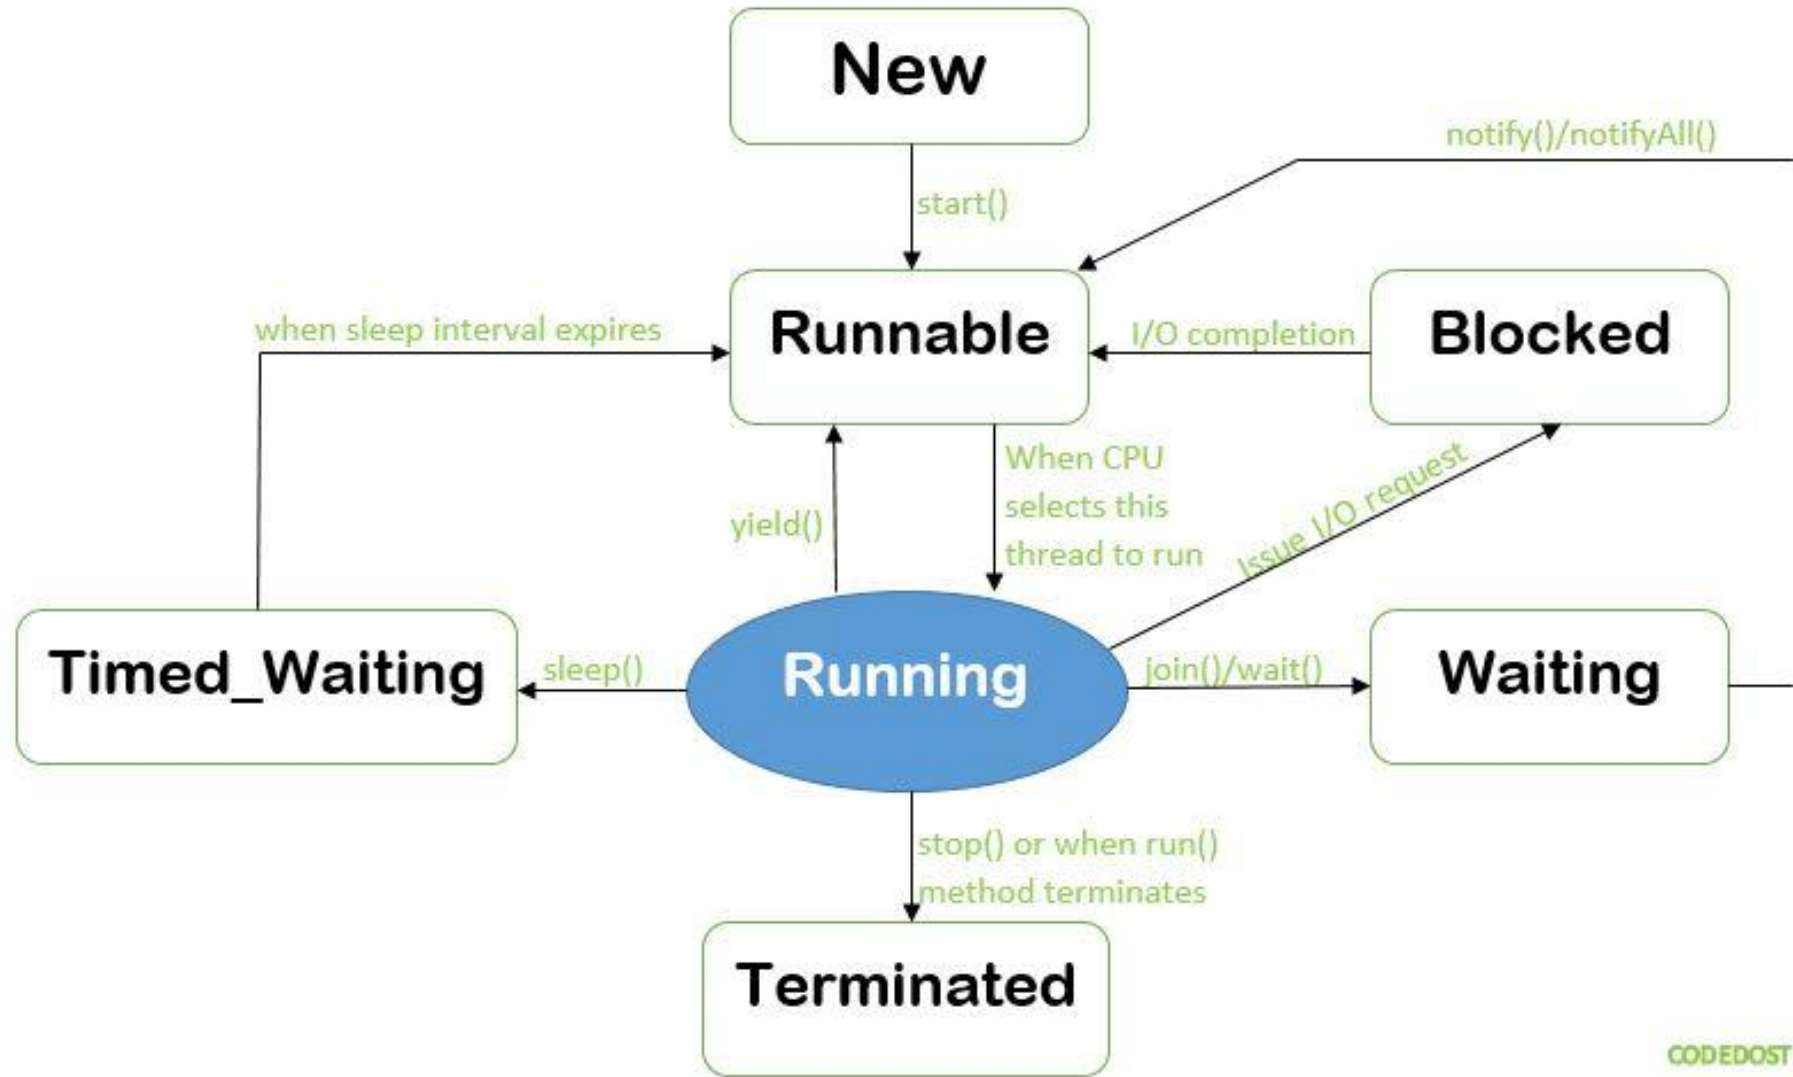 New
notify()/notifyAll()
start()
when sleep interval expires
Runnable
I/O completion
Blocked
When CPU
selects this
thread to run
yield()
Issue I/O request
Timed_Waiting
sleep()
Running
join()/wait()
Waiting
stop() or when run()
method terminates
Terminated
CODEDOST